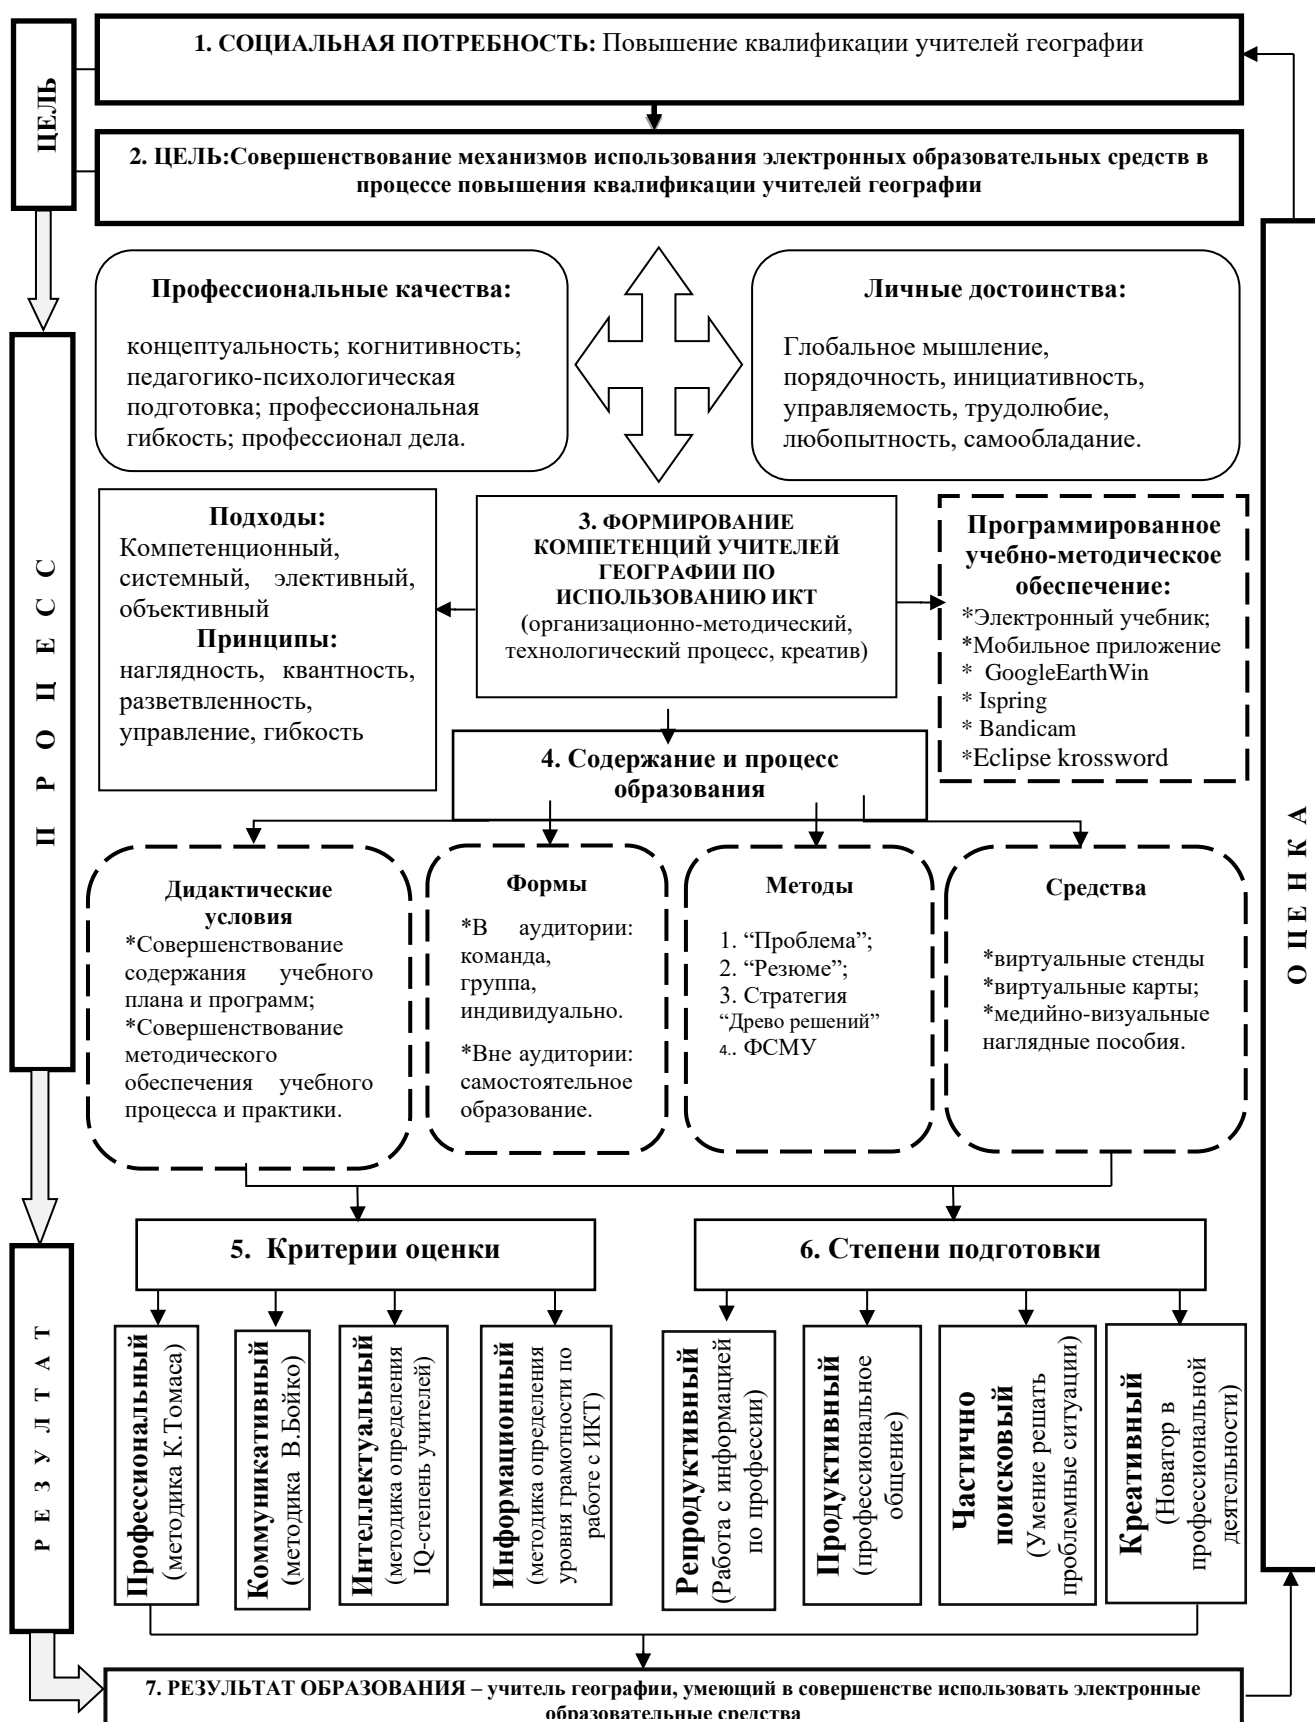 ЦЕЛЬ
1. СОЦИАЛЬНАЯ ПОТРЕБНОСТЬ: Повышение квалификации учителей географии
2. ЦЕЛЬ:Совершенствование механизмов использования электронных образовательных средств в
процессе повышения квалификации учителей географии
П Р О Ц Е С С
Профессиональные качества:
концептуальность; когнитивность;
педагогико-психологическая
подготовка; профессиональная
гибкость; профессионал дела.
Личные достоинства:
Глобальное мышление,
порядочность, инициативность,
управляемость, трудолюбие,
любопытность, самообладание.
Подходы:
Компетенционный,
системный, элективный,
объективный
Принципы:
наглядность, квантность,
разветвленность,
управление, гибкость
3. ФОРМИРОВАНИЕ
КОМПЕТЕНЦИЙ УЧИТЕЛЕЙ
ГЕОГРАФИИ ПО
ИСПОЛЬЗОВАНИЮ ИКТ
(организационно-методический,
технологический процесс, креатив)
Программированное
учебно-методическое
обеспечение:
*Электронный учебник;
*Мобильное приложение
* GoogleEarthWin
* Ispring
* Bandicam
*Eclipse krossword
4. Содержание и процесс
образования
О Ц Е Н К А
Дидактические
условия
*Совершенствование
содержания учебного
плана и программ;
*Совершенствование
методического
обеспечения учебного
процесса и практики.
Формы
*В аудитории:
команда,
группа,
индивидуально.
*Вне аудитории:
самостоятельное
образование.
Методы
1. “Проблема”;
2. “Резюме”;
3. Стратегия
“Древо решений”
4.. ФСМУ
Средства
*виртуальные стенды
*виртуальные карты;
*медийно-визуальные
наглядные пособия.
Р Е З У Л Т А Т
5. Критерии оценки
6. Степени подготовки
Профессиональный
(методика К.Томаса)
Коммуникативный
(методика В.Бойко)
Интеллектуальный
(методика определения
IQ-степень учителей)
Информационный
(методика определения
уровня грамотности по
работе с ИКТ)
Репродуктивный
(Работа с информацией
по профессии)
Продуктивный
(профессиональное
общение)
Частично
поисковый
(Умение решать
проблемные ситуации)
Креативный
(Новатор в
профессиональной
деятельности)
7. РЕЗУЛЬТАТ ОБРАЗОВАНИЯ – учитель географии, умеющий в совершенстве использовать электронные
образовательные средства